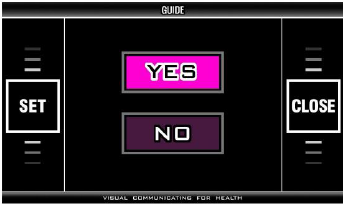 GUIDE
YES
SET
CLOSE
NO
VISUAL COMMUNICATING FOR HEALTH